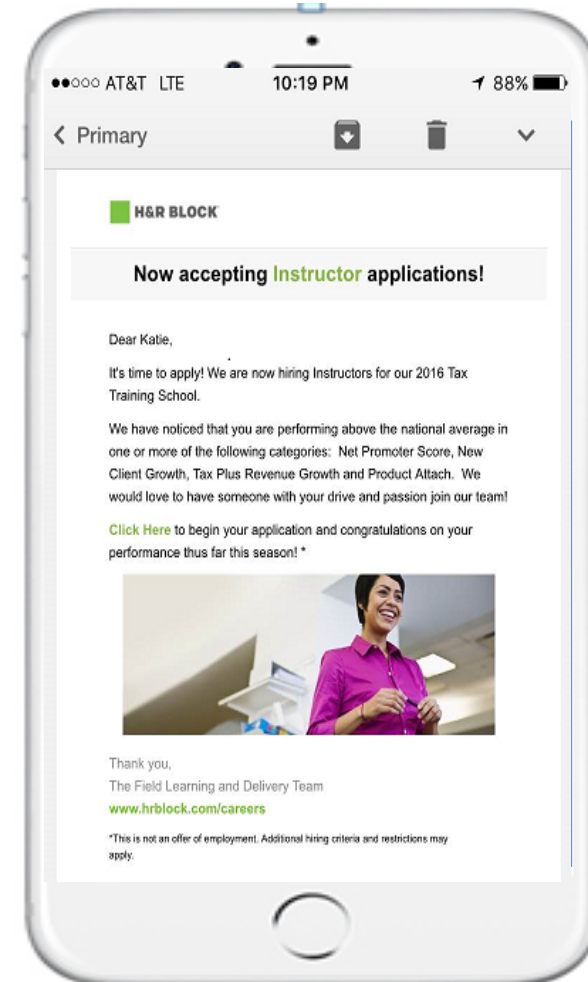 AT&T LTE 10:19 PM 88%
Primary
H&R BLOCK
Now accepting Instructor applications!
Dear Katie,
It's time to apply! We are now hiring Instructors for our 2016 Tax
Training School.
We have noticed that you are performing above the national average in
one or more of the following categories: Net Promoter Score, New
Client Growth, Tax Plus Revenue Growth and Product Attach. We
would love to have someone with your drive and passion join our team!
Click Here to begin your application and congratulations on your
performance thus far this season! *
Thank you,
The Field Learning and Delivery Team
www.hrblock.com/careers
*This is not an offer of employment. Additional hiring criteria and restrictions may
apply.